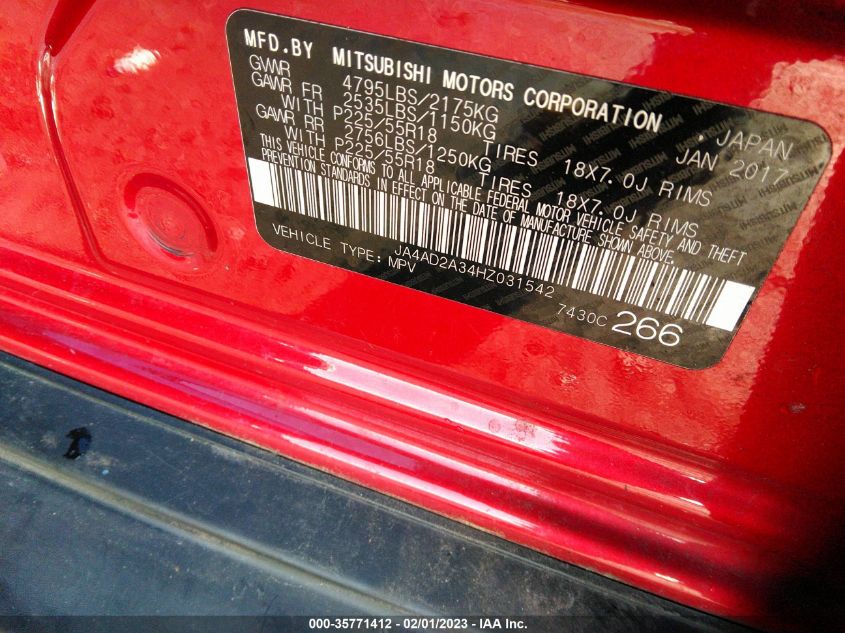 MFD.BY MITSUBISHI MOTORS CORPORATION . JAPAN
GVWR 4795LBS/2175KG JAN 2017
GAWR FR 2535LBS/1150KG
WITH P225/55R18 TIRES 18X7.0J RIMS
GAWR RR 2756LBS/1250KG
WITH P225/55R18 TIRES 18X7.0J RIMS
THIS VEHICLE CONFORMS TO ALL APPLICABLE FEDERAL MOTOR VEHICLE SAFETY AND THEFT
PREVENTION STANDARDS IN EFFECT ON THE DATE OF MANUFACTURE SHOWN ABOVE.
JA4AD2A34HZ031542
VEHICLE TYPE: MPV 7430C 266
000-35771412 - 02/01/2023 - IAA Inc.